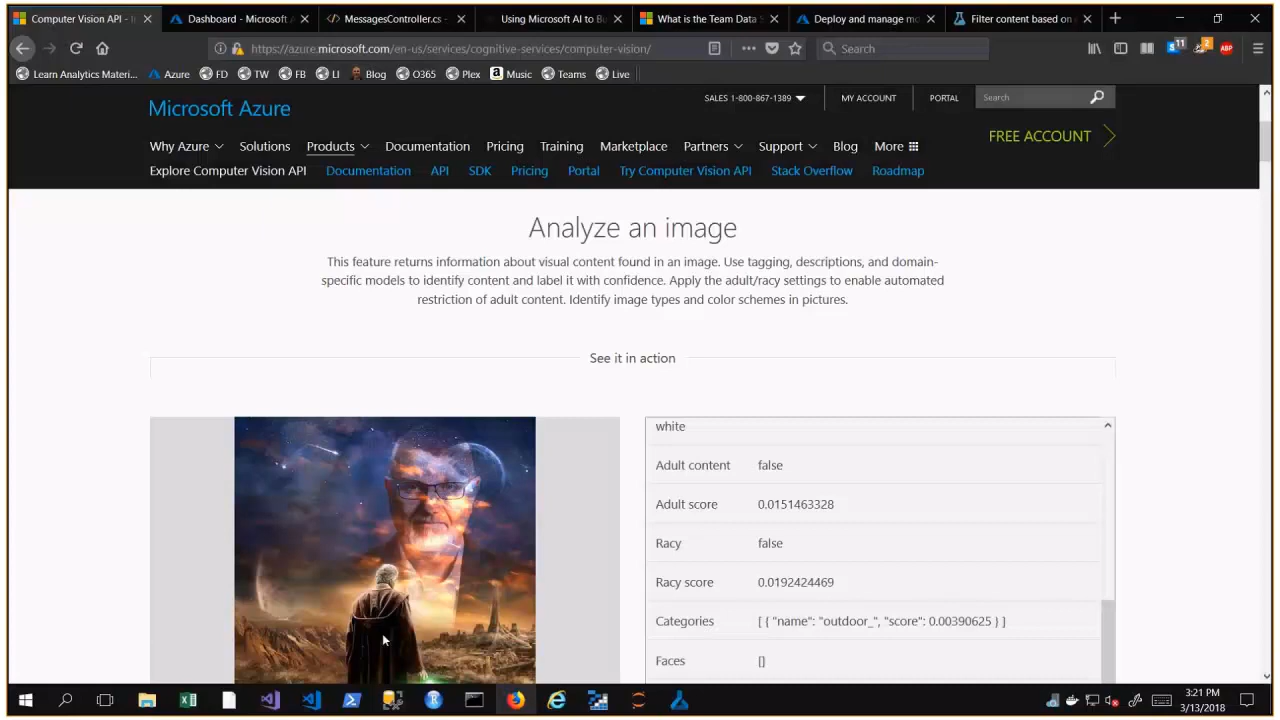 Computer Vision API - I
Dashboard - Microsoft A
MessagesController.cs -
Using Microsoft AI to Bu
What is the Team Data S
Deploy and manage mo
Filter content based on
https://azure.microsoft.com/en-us/services/cognitive-services/computer-vision/
Search
11
2
ABP
Learn Analytics Materi...
Azure
FD
TW
FB
LI
Blog
O365
Plex
Music
Teams
Live
Microsoft Azure
SALES 1-800-867-1389
MY ACCOUNT
PORTAL
Search
FREE ACCOUNT
Why Azure
Solutions
Products
Documentation
Pricing
Training
Marketplace
Partners
Support
Blog
More
Explore Computer Vision API
Documentation
API
SDK
Pricing
Portal
Try Computer Vision API
Stack Overflow
Roadmap
Analyze an image
This feature returns information about visual content found in an image. Use tagging, descriptions, and domain-
specific models to identify content and label it with confidence. Apply the adult/racy settings to enable automated
restriction of adult content. Identify image types and color schemes in pictures.
See it in action
white
Adult content false
Adult score 0.0151463328
Racy false
Racy score 0.0192424469
Categories [ { "name": "outdoor_", "score": 0.00390625 } ]
Faces []
3:21 PM
3/13/2018